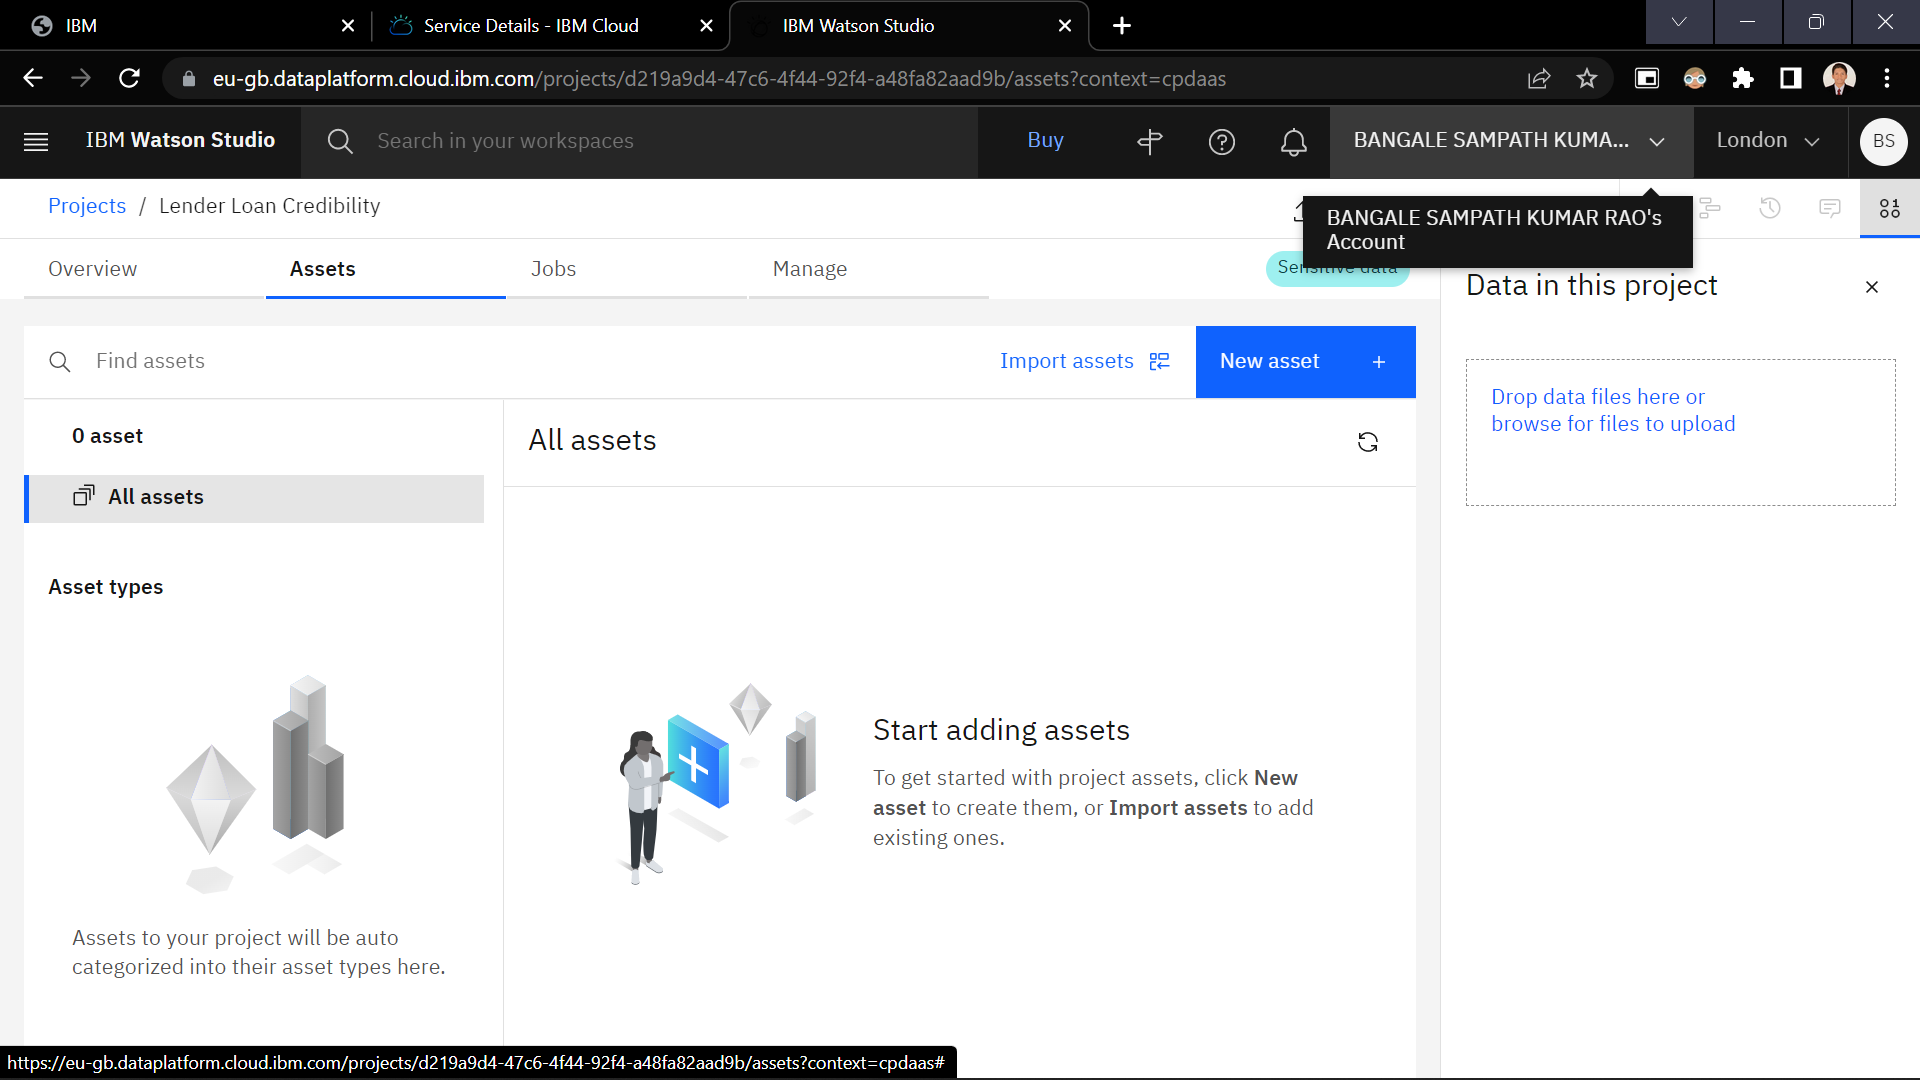 IBM
Service Details - IBM Cloud
IBM Watson Studio
eu-gb.dataplatform.cloud.ibm.com/projects/d219a9d4-47c6-4f44-92f4-a48fa82aad9b/assets?context=cpdaas
IBM Watson Studio
Search in your workspaces
Buy
BANGALE SAMPATH KUMA...
London
BS
Projects / Lender Loan Credibility
BANGALE SAMPATH KUMAR RAO's
Account
Overview
Assets
Jobs
Manage
Sensitive data
Data in this project
Find assets
Import assets
New asset +
Drop data files here or
browse for files to upload
0 asset
All assets
All assets
Asset types
Start adding assets
To get started with project assets, click New
asset to create them, or Import assets to add
existing ones.
Assets to your project will be auto
categorized into their asset types here.
https://eu-gb.dataplatform.cloud.ibm.com/projects/d219a9d4-47c6-4f44-92f4-a48fa82aad9b/assets?context=cpdaas#